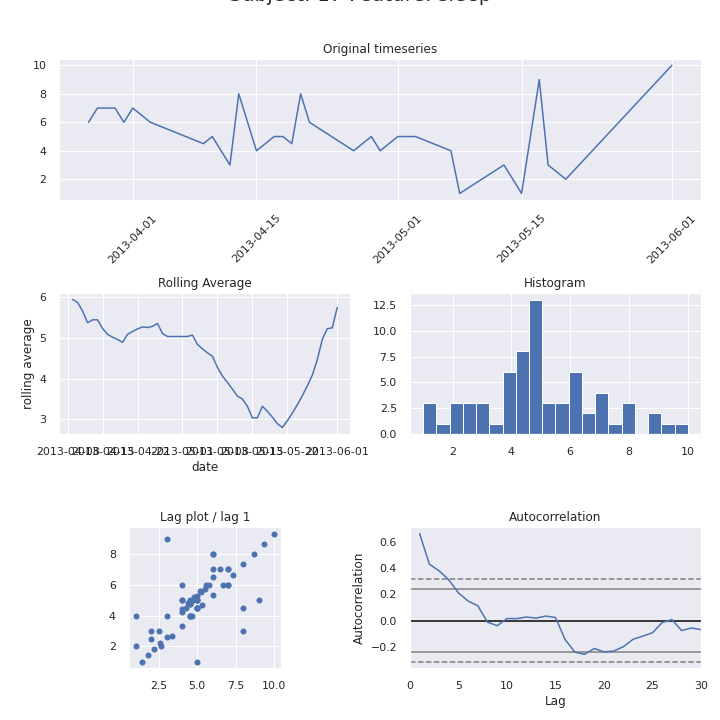 Original timeseries
10
8
6
4
2
2013-04-01
2013-04-15
2013-05-01
2013-05-15
2013-06-01
Rolling Average
6
5
4
3
rolling average
2013-06-01
date
Histogram
12.5
10.0
7.5
5.0
2.5
0.0
2 4 6 8 10
Lag plot / lag 1
8
6
4
2
2.5 5.0 7.5 10.0
Autocorrelation
0.6
0.4
0.2
0.0
−0.2
Autocorrelation
0 5 10 15 20 25 30
Lag